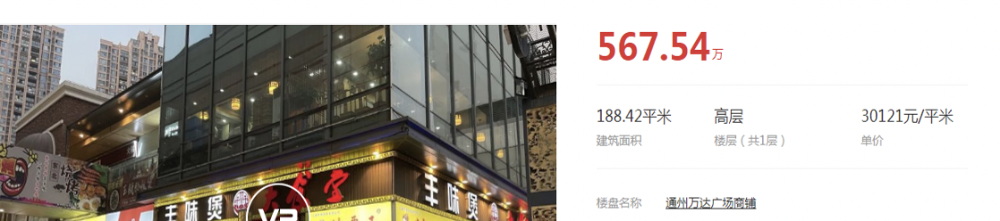 567.54万
188.42平米
高层
30121元/平米
建筑面积
楼层（共1层）
单价
楼盘名称
通州万达广场商铺
丰味煲
丰味煲
VR